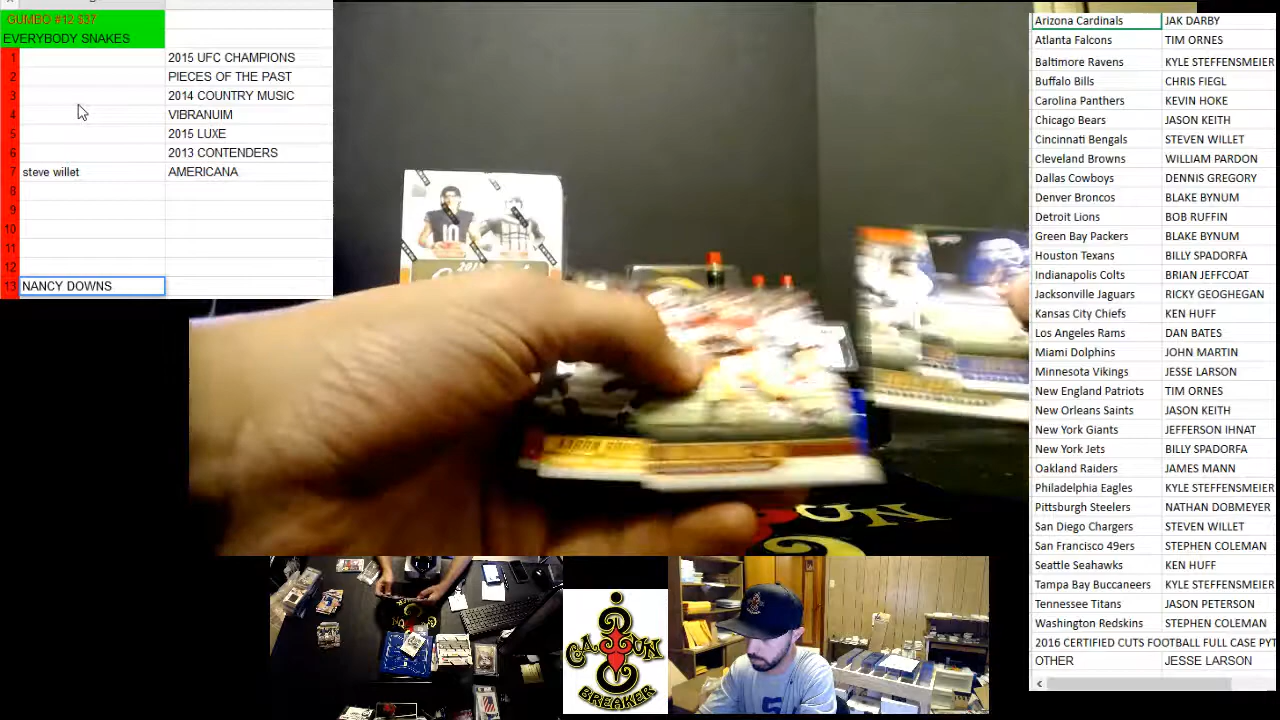 GUMBO #12 $37
EVERYBODY SNAKES
1 2015 UFC CHAMPIONS
2 PIECES OF THE PAST
3 2014 COUNTRY MUSIC
4 VIBRANUIM
5 2015 LUXE
6 2013 CONTENDERS
7 steve willet AMERICANA
8
9
10
11
12
13 NANCY DOWNS
Arizona Cardinals JAK DARBY
Atlanta Falcons TIM ORNES
Baltimore Ravens KYLE STEFFENSMEIER
Buffalo Bills CHRIS FIEGL
Carolina Panthers KEVIN HOKE
Chicago Bears JASON KEITH
Cincinnati Bengals STEVEN WILLET
Cleveland Browns WILLIAM PARDON
Dallas Cowboys DENNIS GREGORY
Denver Broncos BLAKE BYNUM
Detroit Lions BOB RUFFIN
Green Bay Packers BLAKE BYNUM
Houston Texans BILLY SPADORFA
Indianapolis Colts BRIAN JEFFCOAT
Jacksonville Jaguars RICKY GEOGHEGAN
Kansas City Chiefs KEN HUFF
Los Angeles Rams DAN BATES
Miami Dolphins JOHN MARTIN
Minnesota Vikings JESSE LARSON
New England Patriots TIM ORNES
New Orleans Saints JASON KEITH
New York Giants JEFFERSON IHNAT
New York Jets BILLY SPADORFA
Oakland Raiders JAMES MANN
Philadelphia Eagles KYLE STEFFENSMEIER
Pittsburgh Steelers NATHAN DOBMEYER
San Diego Chargers STEVEN WILLET
San Francisco 49ers STEPHEN COLEMAN
Seattle Seahawks KEN HUFF
Tampa Bay Buccaneers KYLE STEFFENSMEIER
Tennessee Titans JASON PETERSON
Washington Redskins STEPHEN COLEMAN
2016 CERTIFIED CUTS FOOTBALL FULL CASE PYT
OTHER JESSE LARSON
CAJUN
BREAKER